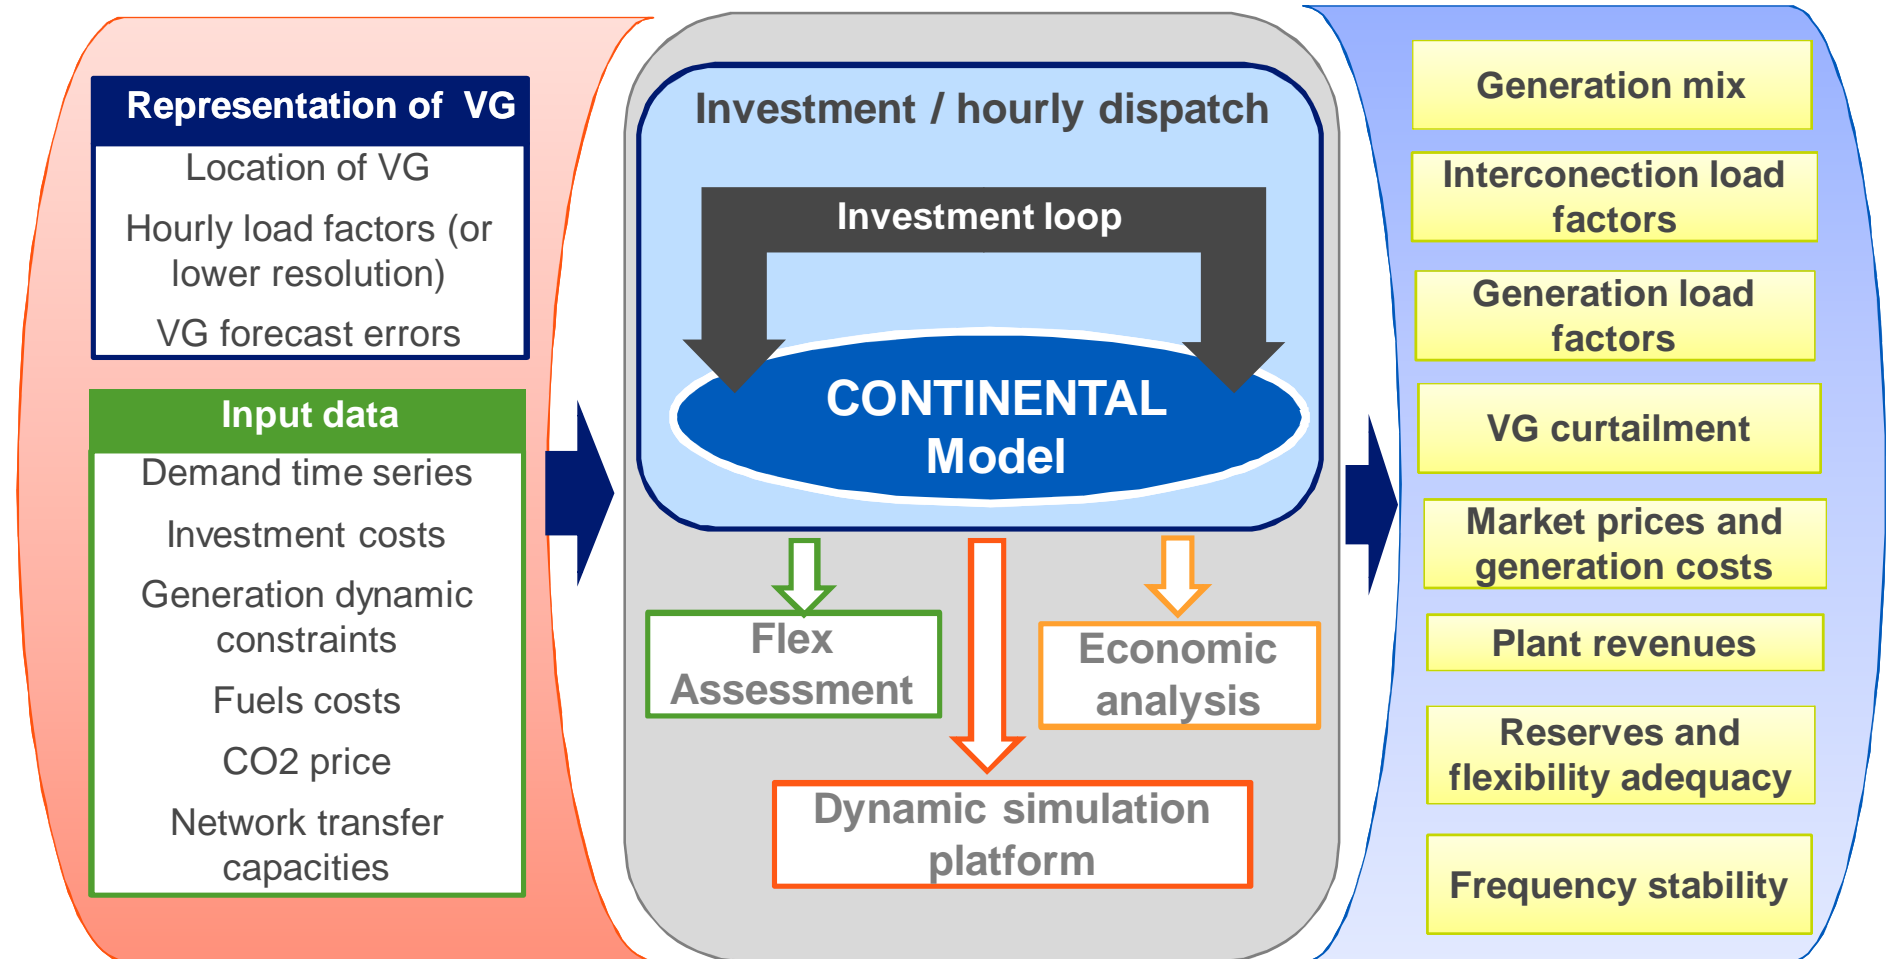 Representation of VG
Location of VG
Hourly load factors (or
lower resolution)
VG forecast errors
Input data
Demand time series
Investment costs
Generation dynamic
constraints
Fuels costs
CO2 price
Network transfer
capacities
Investment / hourly dispatch
Investment loop
CONTINENTAL
Model
Flex
Assessment
Economic
analysis
Dynamic simulation
platform
Generation mix
Interconection load
factors
Generation load
factors
VG curtailment
Market prices and
generation costs
Plant revenues
Reserves and
flexibility adequacy
Frequency stability